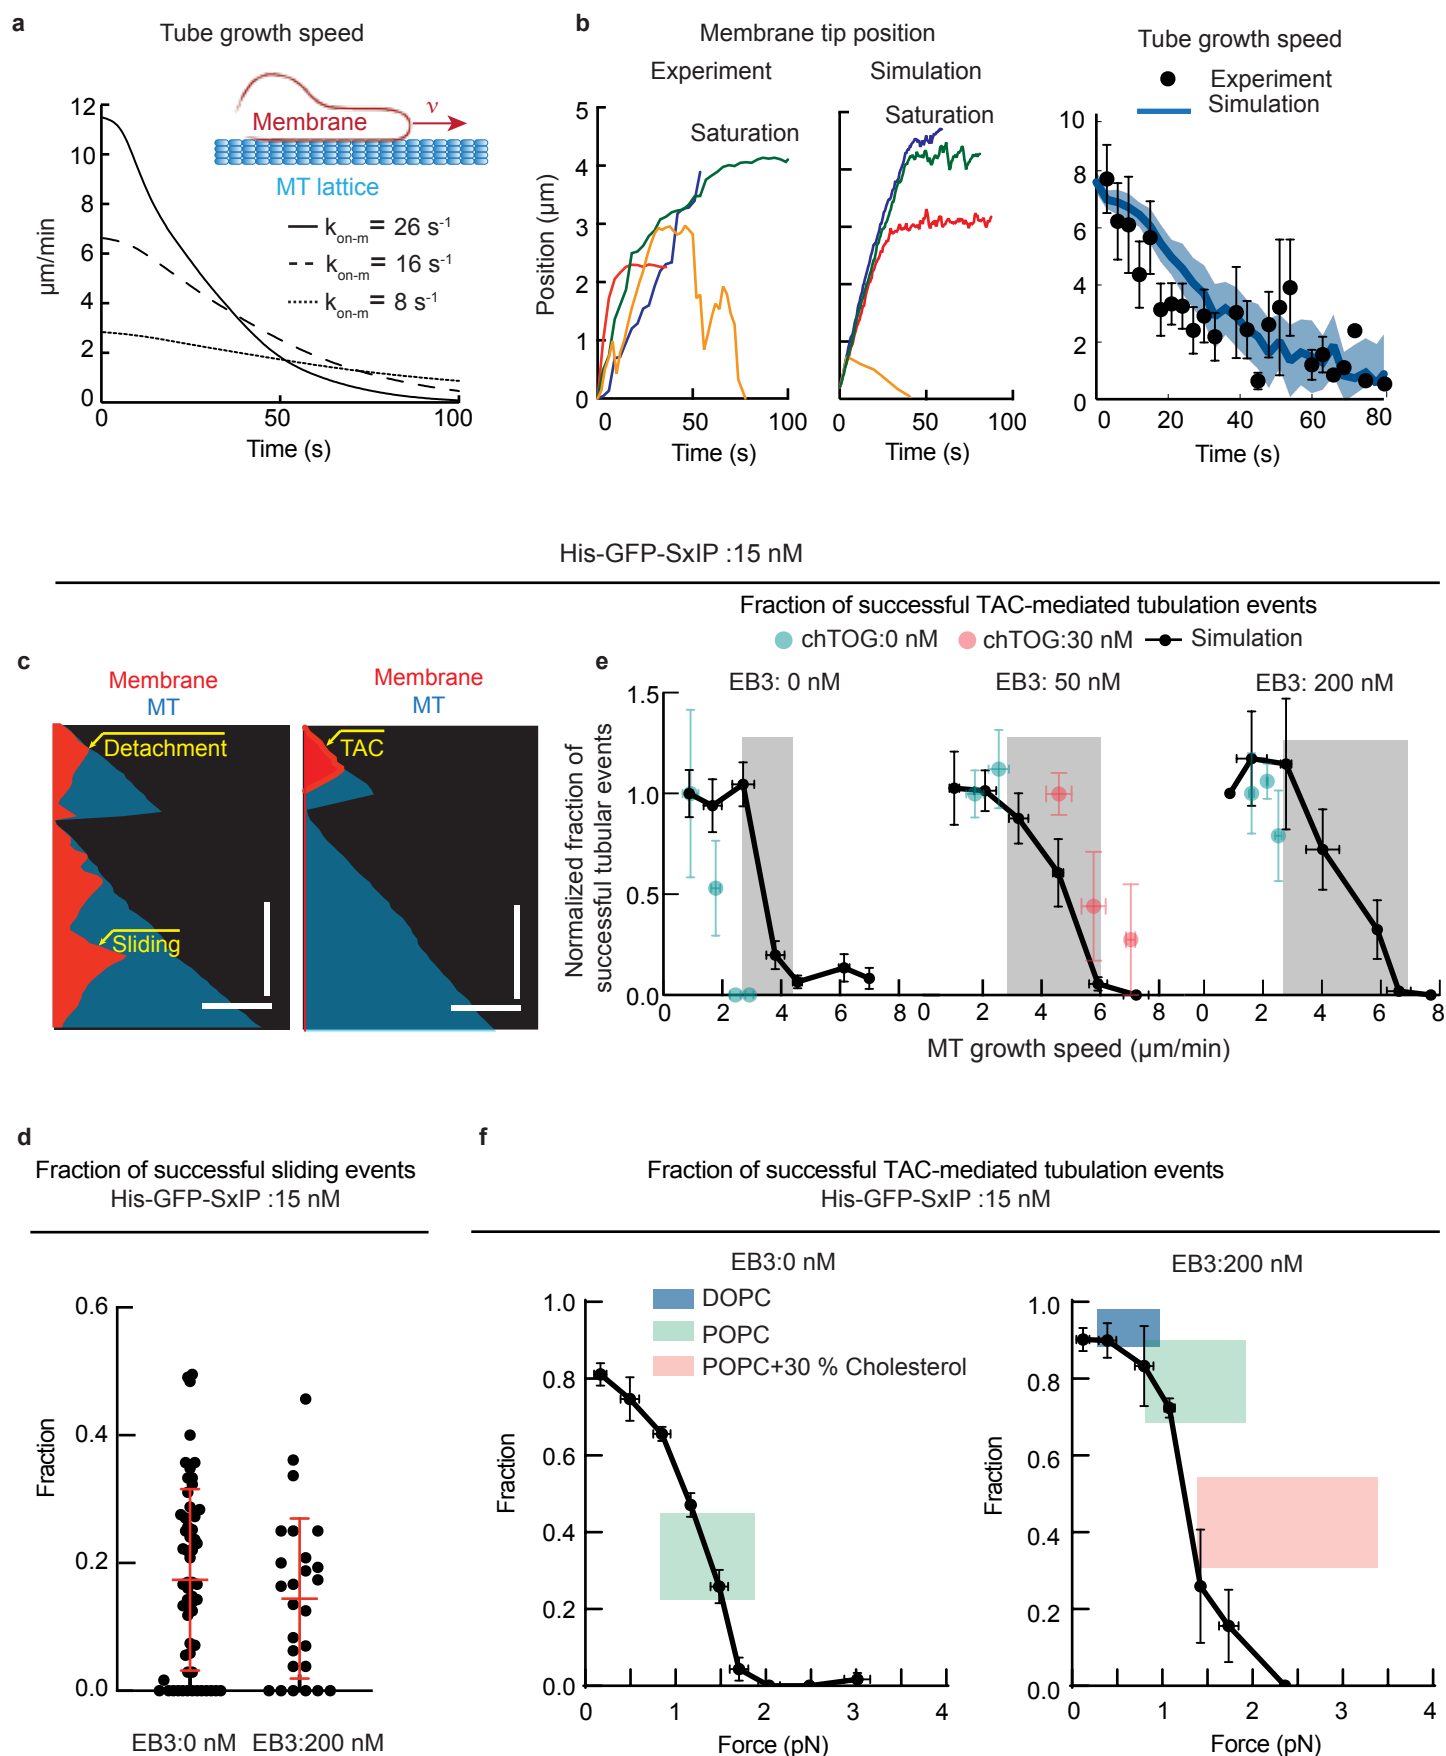 a
Tube growth speed
12
10
8
6
4
2
0
µm/min
Membrane
v
MT lattice
k on-m = 26 s-1
k on-m = 16 s-1
k on-m = 8 s-1
50
100
Time (s)
b
Membrane tip position
Experiment
Simulation
Saturation
Saturation
5
4
3
2
1
0
Position (µm)
0
50
100
Time (s)
0
50
100
Time (s)
Tube growth speed
Experiment
Simulation
10
8
6
4
2
0
0
20
40
60
80
Time (s)
His-GFP-SxIP :15 nM
Fraction of successful TAC-mediated tubulation events
chTOG:0 nM
chTOG:30 nM
Simulation
c
Membrane
MT
Detachment
Sliding
Membrane
MT
TAC
e
EB3: 0 nM
EB3: 50 nM
EB3: 200 nM
1.5
1.0
0.5
0.0
Normalized fraction of
successful tubular events
0 2 4 6 8
0 2 4 6 8
0 2 4 6 8
MT growth speed (µm/min)
d
Fraction of successful sliding events
His-GFP-SxIP :15 nM
0.6
0.4
0.2
0.0
Fraction
EB3:0 nM
EB3:200 nM
f
Fraction of successful TAC-mediated tubulation events
His-GFP-SxIP :15 nM
EB3:0 nM
DOPC
POPC
POPC+30 % Cholesterol
1.0
0.8
0.6
0.4
0.2
0.0
Fraction
0 1 2 3 4
Force (pN)
EB3:200 nM
1.0
0.8
0.6
0.4
0.2
0.0
Fraction
0 1 2 3 4
Force (pN)